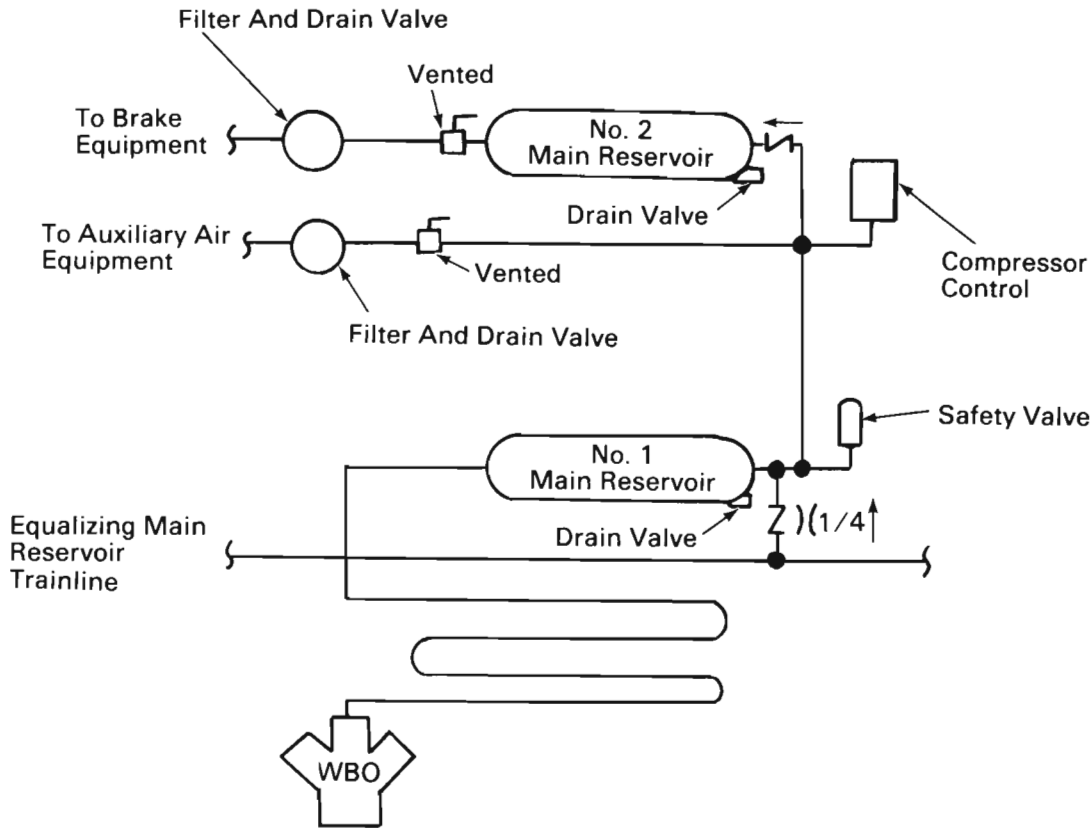 Filter And Drain Valve
Vented
To Brake
Equipment
No. 2
Main Reservoir
Drain Valve
To Auxiliary Air
Equipment
Vented
Compressor
Control
Filter And Drain Valve
Safety Valve
No. 1
Main Reservoir
Drain Valve
)(1/4
Equalizing Main
Reservoir
Trainline
WBO